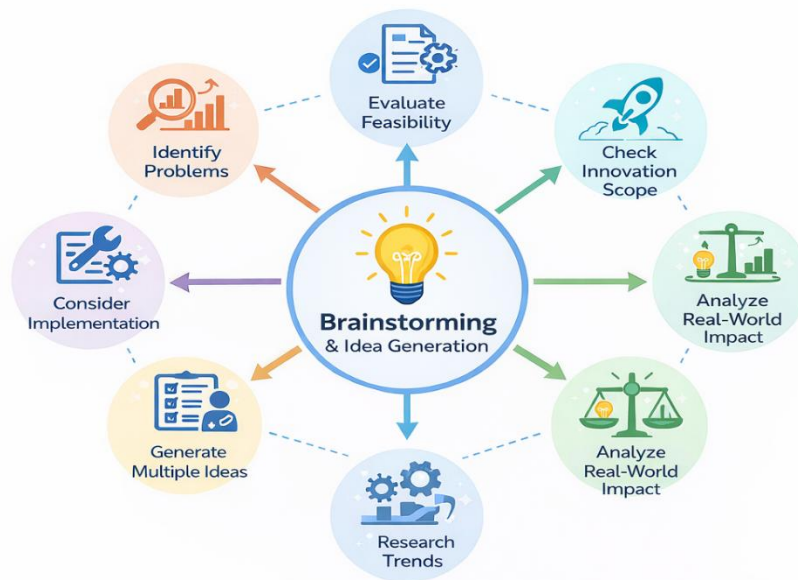 Evaluate
Feasibility
Identify
Problems
Check
Innovation
Scope
Consider
Implementation
Brainstorming
& Idea Generation
Analyze
Real-World
Impact
Generate
Multiple Ideas
Analyze
Real-World
Impact
Research
Trends